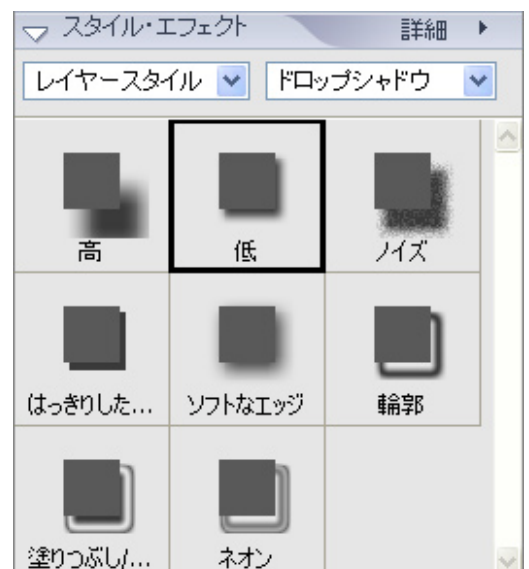 スタイル・エフェクト 詳細
レイヤースタイル ドロップシャドウ
高 低 ノイズ
はっきりした... ソフトなエッジ 輪郭
塗りつぶし/... ネオン